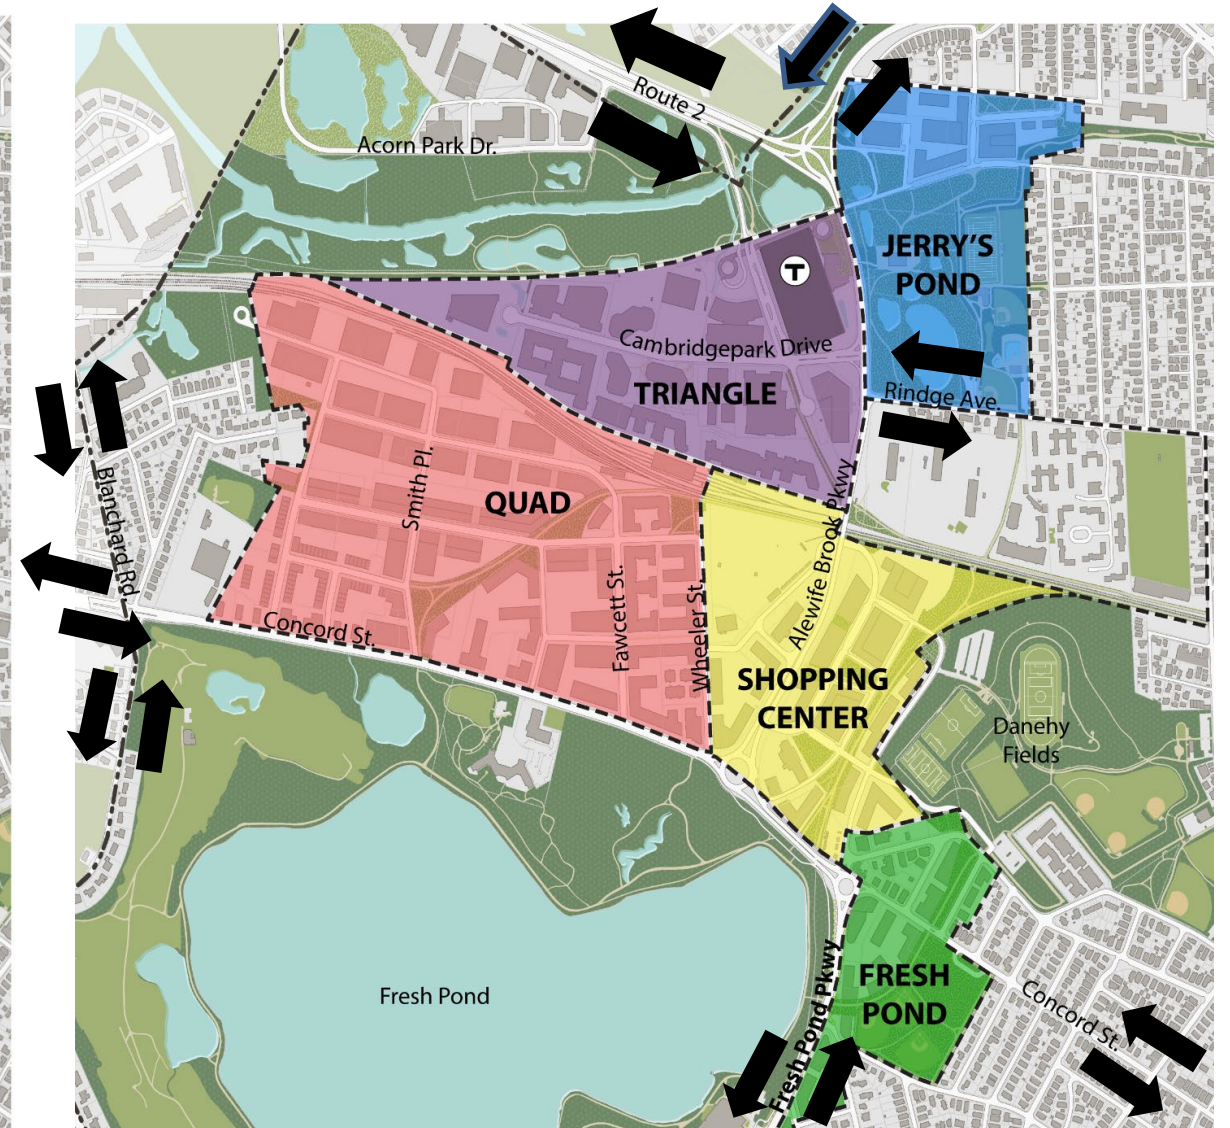 Route 2
Acorn Park Dr.
JERRY'S
POND
T
Cambridgepark Drive
TRIANGLE
Rindge Ave.
Blanchard Rd
Smith Pl.
QUAD
Alewife Brook Pkwy
Concord St.
Fawcett St.
Wheeler St.
SHOPPING
CENTER
Danehy
Fields
Fresh Pond
Fresh Pond Pkwy
FRESH
POND
Concord St.